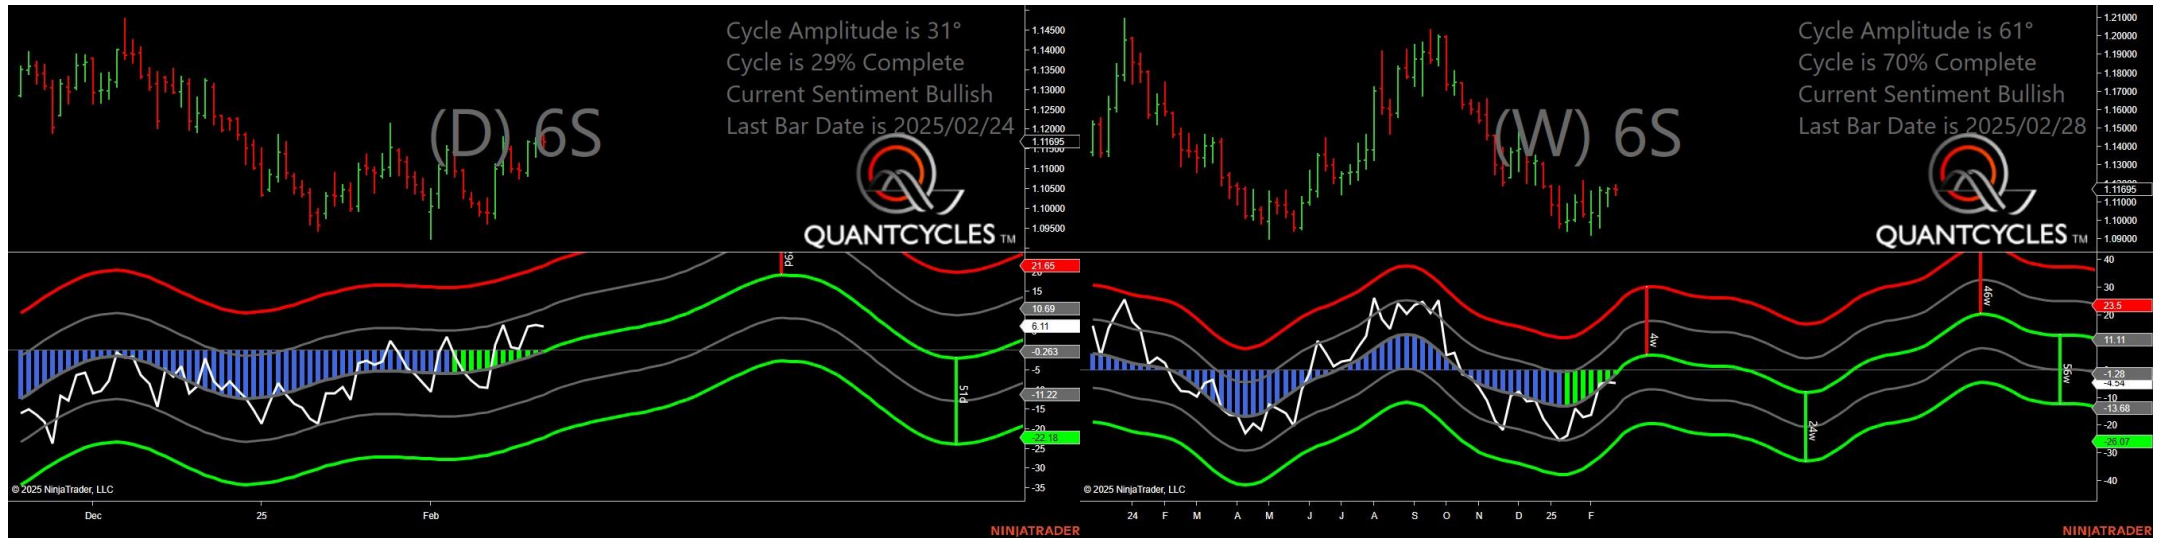 Cycle Amplitude is 31°
Cycle is 29% Complete
Current Sentiment Bullish
Last Bar Date is 2025/02/24
(D) 6S
QUANTCYCLES TM
1.14500
1.14000
1.13500
1.13000
1.12500
1.12000
1.11695
1.11500
1.11000
1.10500
1.10000
1.09500
21.65
20
15
10.69
6.11
-0.263
-5
-11.22
-15
-20
-22.18
-25
-30
-35
51d
© 2025 NinjaTrader, LLC
Dec
25
Feb
NINJATRADER
Cycle Amplitude is 61°
Cycle is 70% Complete
Current Sentiment Bullish
Last Bar Date is 2025/02/28
(W) 6S
QUANTCYCLES TM
1.21000
1.20000
1.19000
1.18000
1.17000
1.16000
1.15000
1.14000
1.13000
1.11695
1.11000
1.10000
1.09000
40
30
23.5
20
11.11
-1.28
-4.54
-10
-13.68
-20
-26.07
-30
-40
4w
24w
46w
56w
© 2025 NinjaTrader, LLC
24
F
M
A
M
J
J
A
S
O
N
D
25
F
NINJATRADER